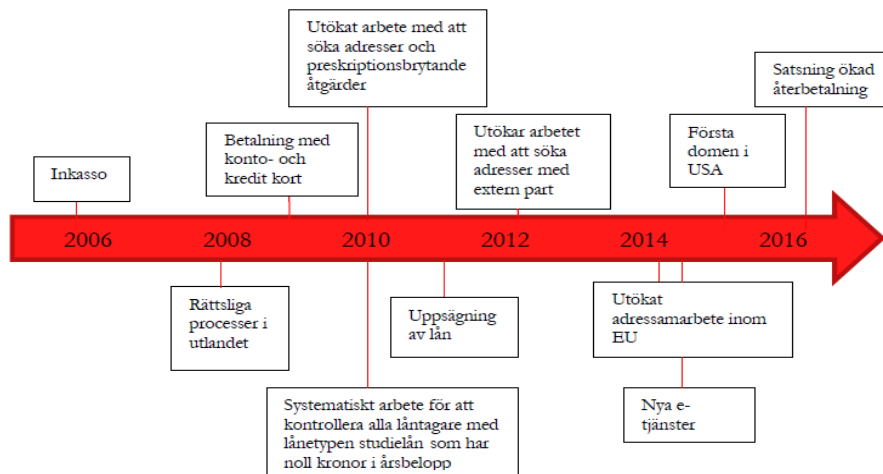 Utökat arbete med att
söka adresser och
preskriptionsbrytande
åtgärder
Satsning ökad
återbetalning
Betalning med
konto- och
kredit kort
Utökar arbetet
med att söka
adresser med
extern part
Första
domen i
USA
Inkasso
2006
2008
2010
2012
2014
2016
Rättsliga
processer i
utlandet
Uppsägning
av lån
Utökat
adressamarbete inom
EU
Systematiskt arbete för att
kontrollera alla låntagare med
lånetypen studielån som har
noll kronor i årsbelopp
Nya e-
tjänster